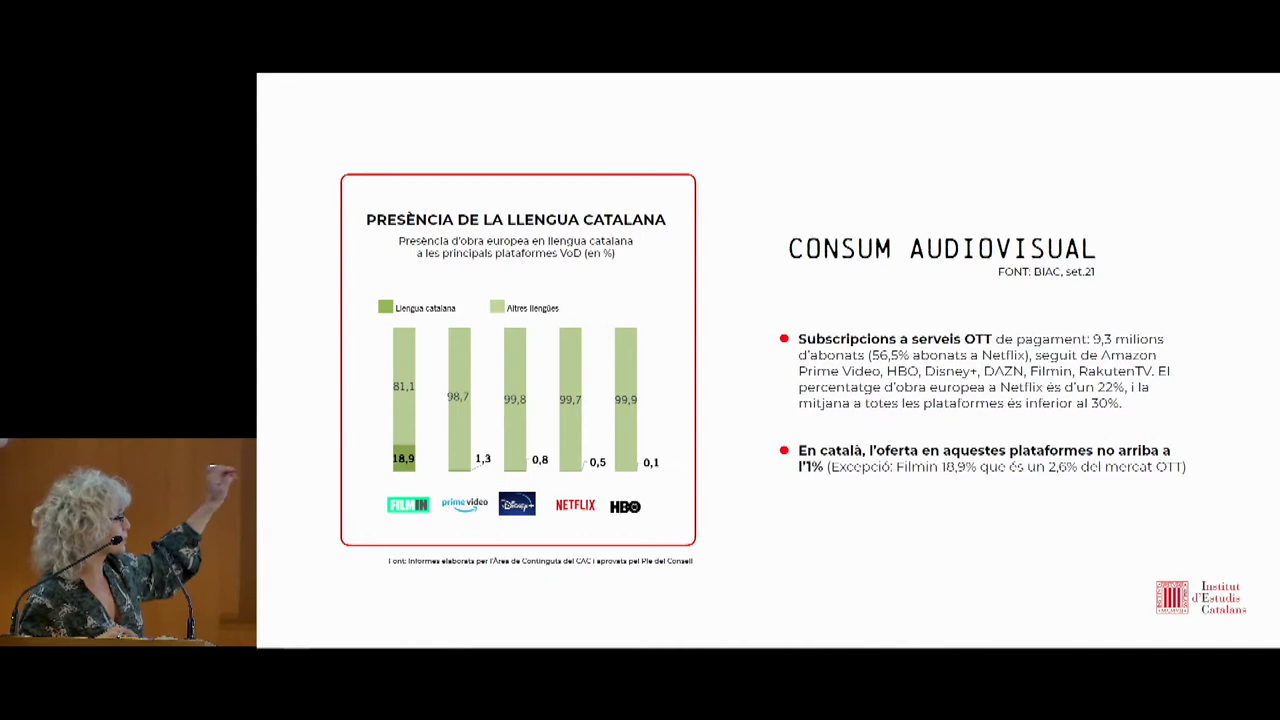 PRESÈNCIA DE LA LLENGUA CATALANA
Presència d'obra europea en llengua catalana
a les principals plataformes VoD (en %)
Llengua catalana
Altres llengües
81,1
98,7
99,8
99,7
99,9
18,9
1,3
0,8
0,5
0,1
FILMIN
prime video
Disney+
NETFLIX
HBO
Font: Informes elaborats per l'Àrea de Continguts del CAC i aprovats pel Ple del Consell
CONSUM AUDIOVISUAL
FONT: BIAC, set.21
Subscripcions a serveis OTT de pagament: 9,3 milions
d'abonats (56,5% abonats a Netflix), seguit de Amazon
Prime Video, HBO, Disney+, DAZN, Filmin, RakutenTV. El
percentatge d'obra europea a Netflix és d'un 22%, i la
mitjana a totes les plataformes és inferior al 30%.
En català, l'oferta en aquestes plataformes no arriba a
l'1% (Excepció: Filmin 18,9% que és un 2,6% del mercat OTT)
Institut
d'Estudis
Catalans